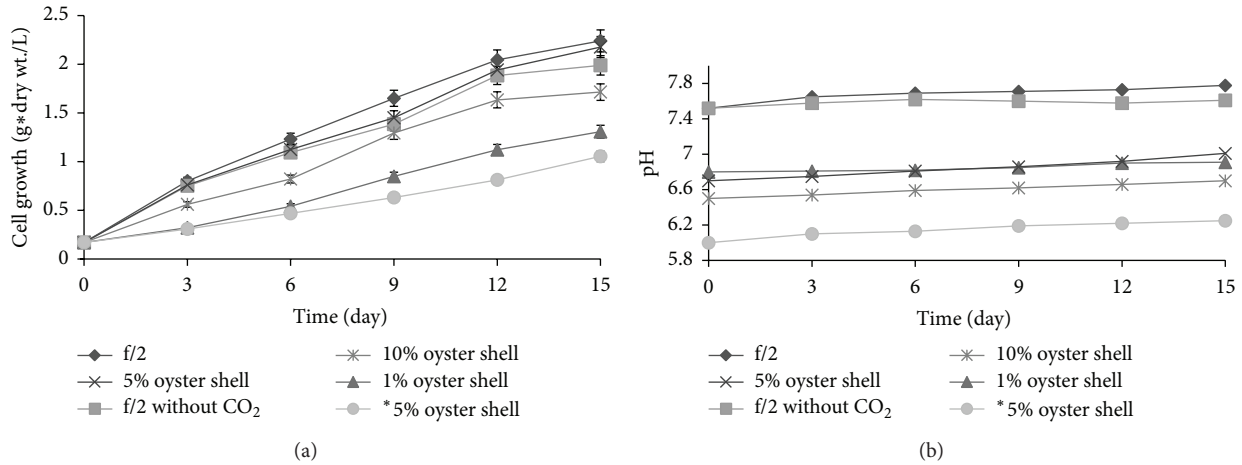 Cell growth (g∗dry wt./L)
2.5
2
1.5
1
0.5
0
0 3 6 9 12 15
Time (day)
f/2
5% oyster shell
f/2 without CO₂
10% oyster shell
1% oyster shell
*5% oyster shell
(a)
pH
7.8
7.4
7
6.6
6.2
5.8
0 3 6 9 12 15
Time (day)
f/2
5% oyster shell
f/2 without CO₂
10% oyster shell
1% oyster shell
*5% oyster shell
(b)